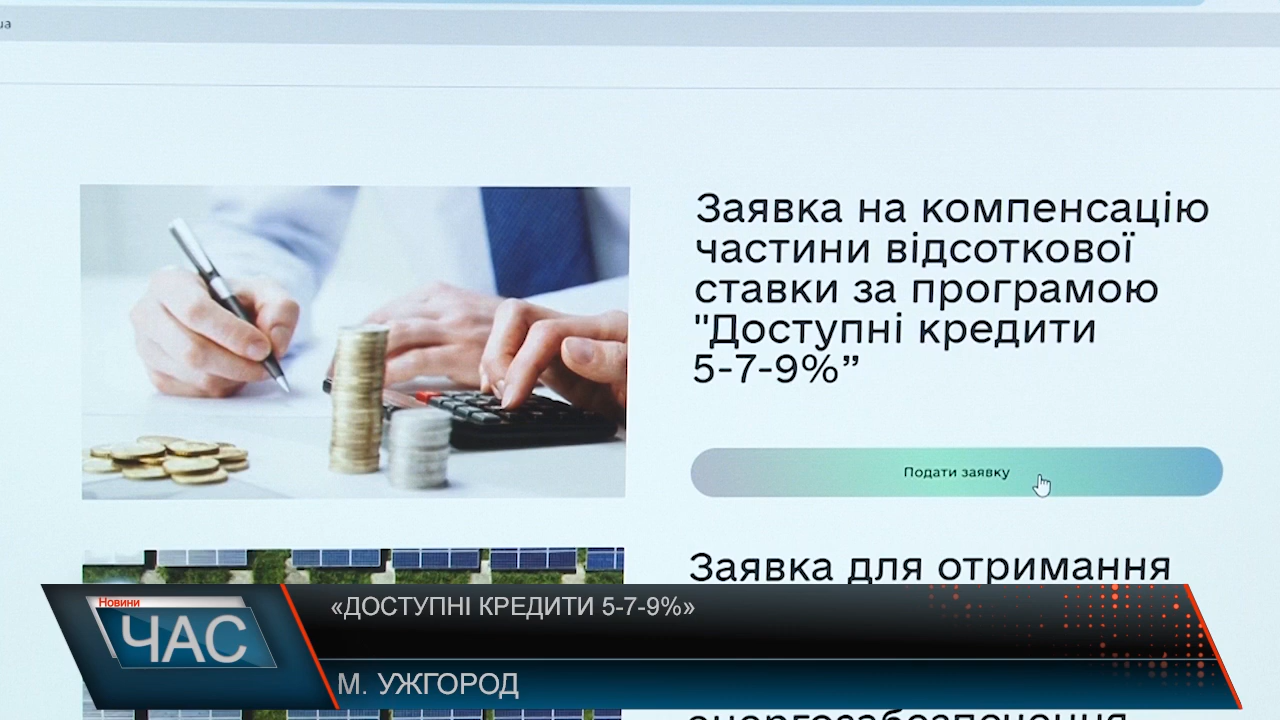 ua
Заявка на компенсацію
частини відсоткової
ставки за програмою
"Доступні кредити
5-7-9%”
Подати заявку
Заявка для отримання
енергозабезпечення
Новини
ЧАС
«ДОСТУПНІ КРЕДИТИ 5-7-9%»
М. УЖГОРОД